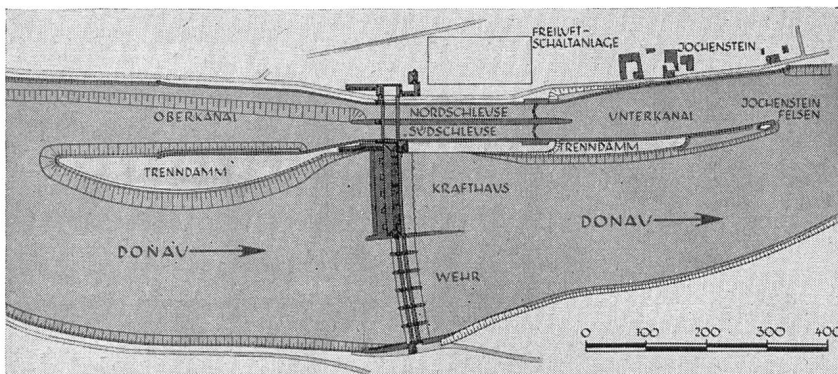 FREILUFT-
SCHALTANLAGE
JOCHENSTEIN
OBERKANAL
NORDSCHLEUSE
SÜDSCHLEUSE
UNTERKANAL
JOCHENSTEIN
FELSEN
TRENNDAMM
TRENNDAMM
KRAFTHAUS
DONAU
DONAU
WEHR
0 100 200 300 400